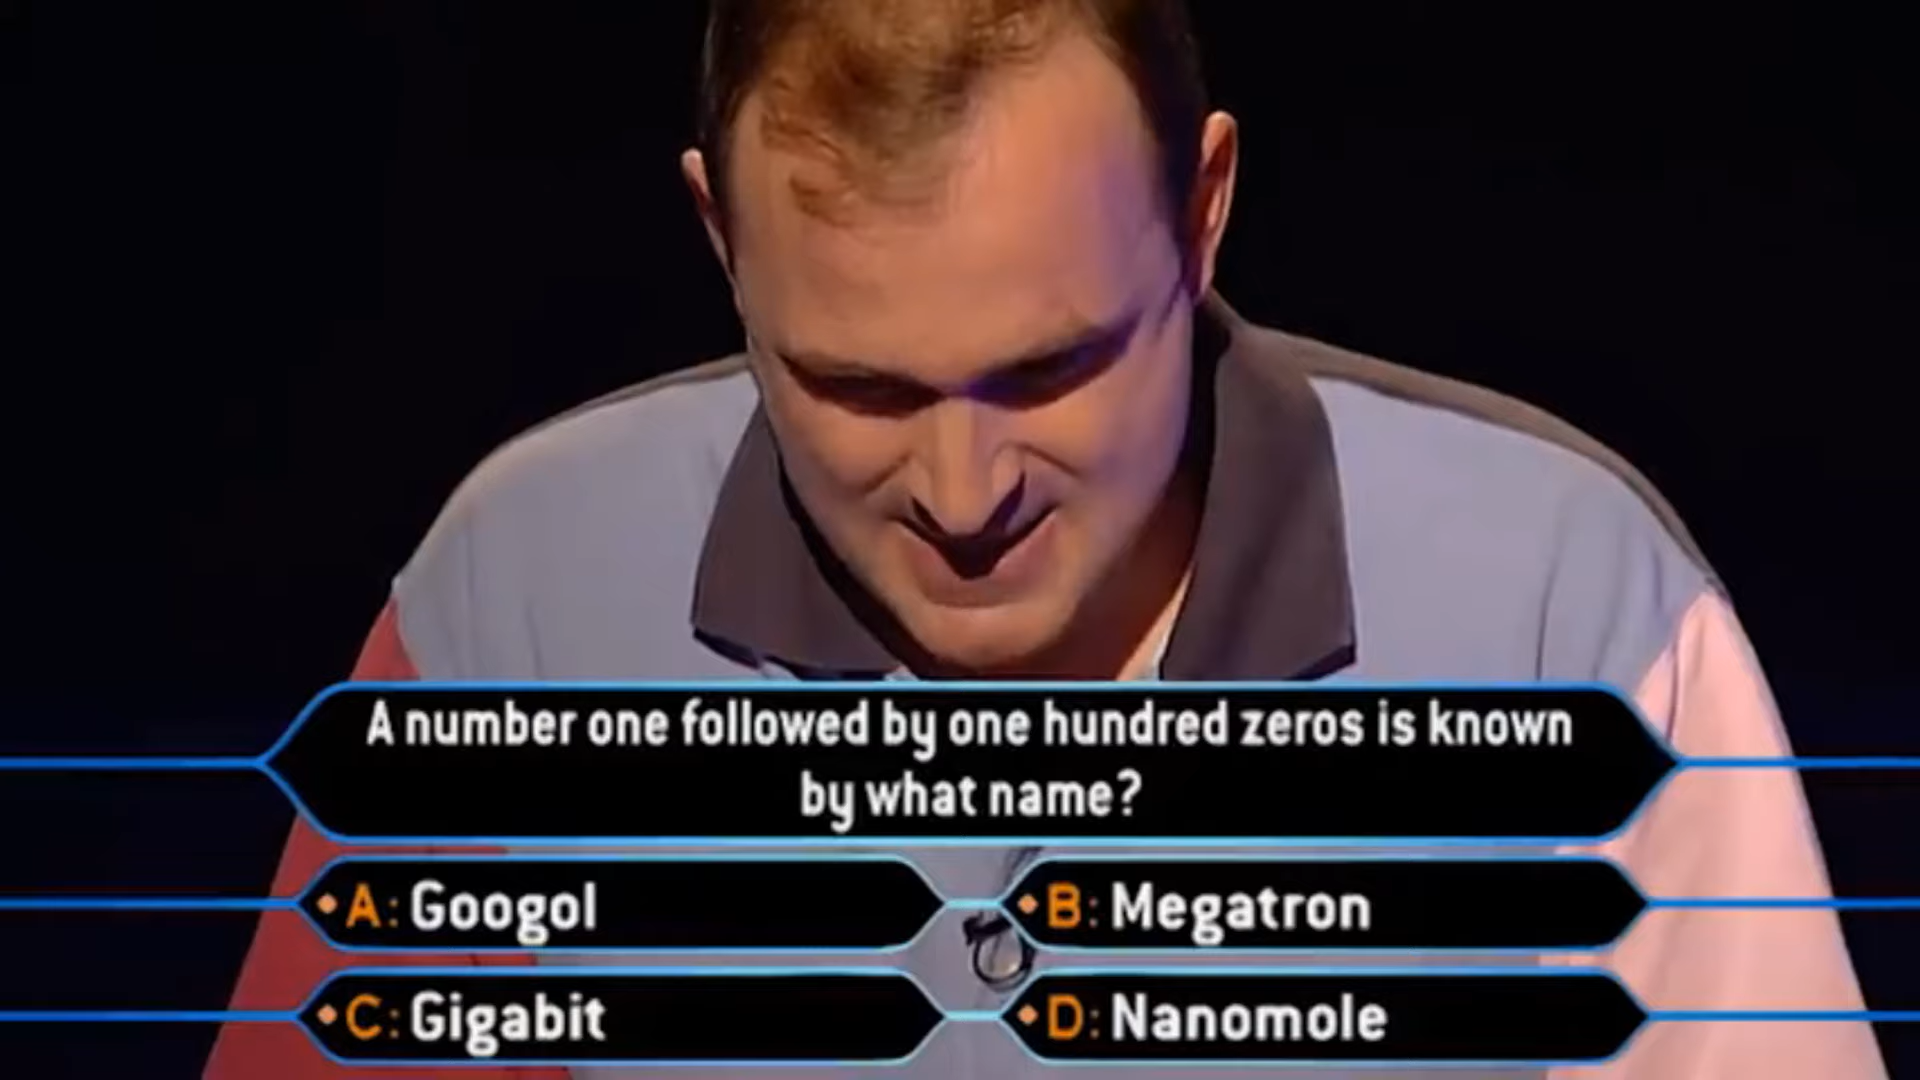 A number one followed by one hundred zeros is known
by what name?
A: Googol
B: Megatron
C: Gigabit
D: Nanomole